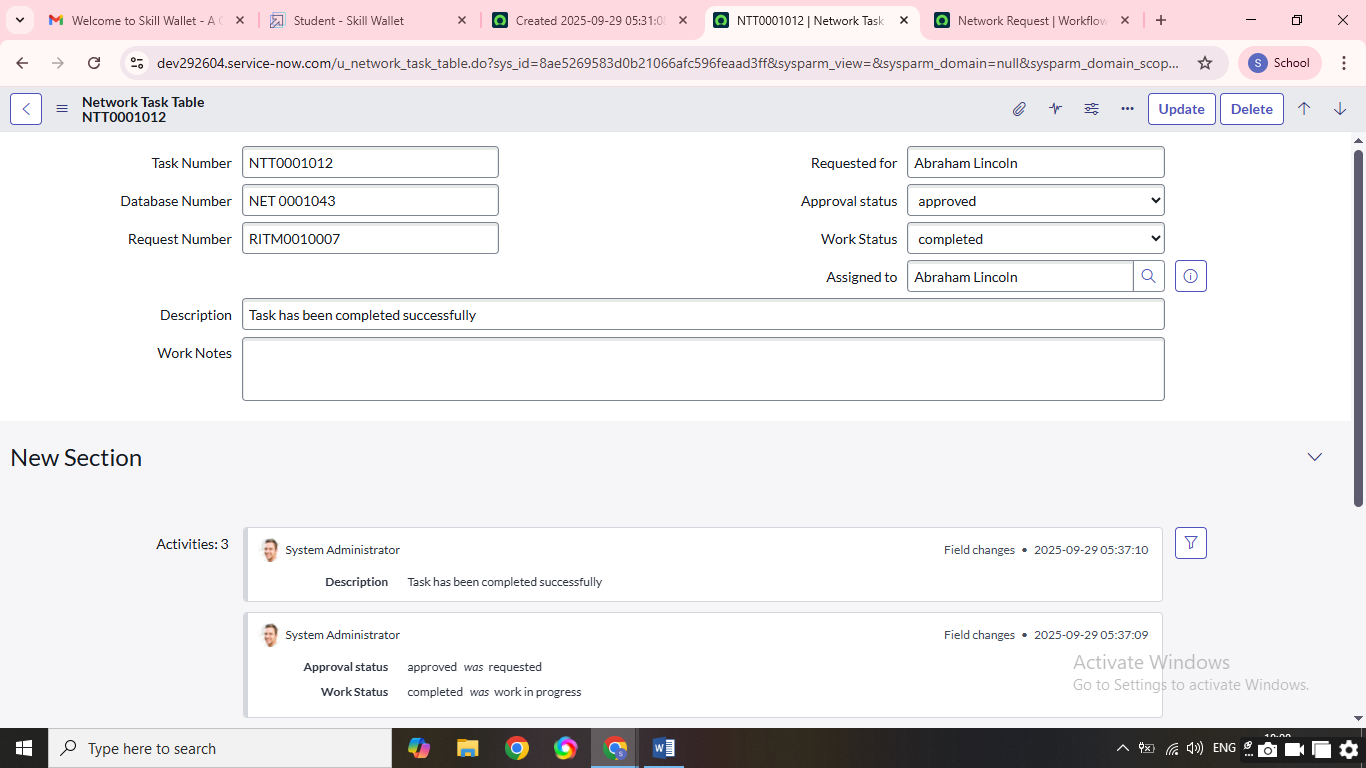 Welcome to Skill Wallet - A C
Student - Skill Wallet
Created 2025-09-29 05:31:0
NTT0001012 | Network Task
Network Request | Workflow
dev292604.service-now.com/u_network_task_table.do?sys_id=8ae5269583d0b21066afc596feaad3ff&sysparm_view=&sysparm_domain=null&sysparm_domain_scop...
S School
Network Task Table
NTT0001012
Update
Delete
Task Number NTT0001012
Requested for Abraham Lincoln
Database Number NET 0001043
Approval status approved
Request Number RITM0010007
Work Status completed
Assigned to Abraham Lincoln
Description Task has been completed successfully
Work Notes
New Section
Activities: 3
System Administrator Field changes • 2025-09-29 05:37:10
Description Task has been completed successfully
System Administrator Field changes • 2025-09-29 05:37:09
Approval status approved was requested
Work Status completed was work in progress
Activate Windows
Go to Settings to activate Windows.
Type here to search
ENG